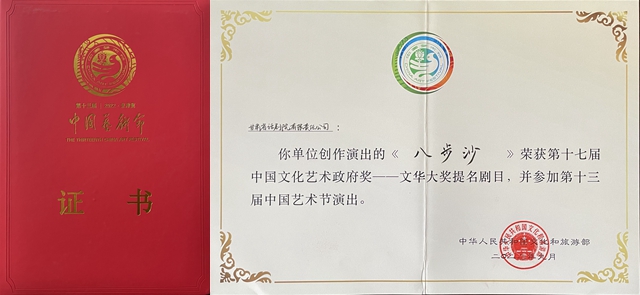 第十三届
中国艺术节
证书
甘肃省话剧院有限责任公司：
你单位创作演出的《 八步沙 》荣获第十七届
中国文化艺术政府奖——文华大奖提名剧目，并参加第十三
届中国艺术节演出。
中华人民共和国文化和旅游部